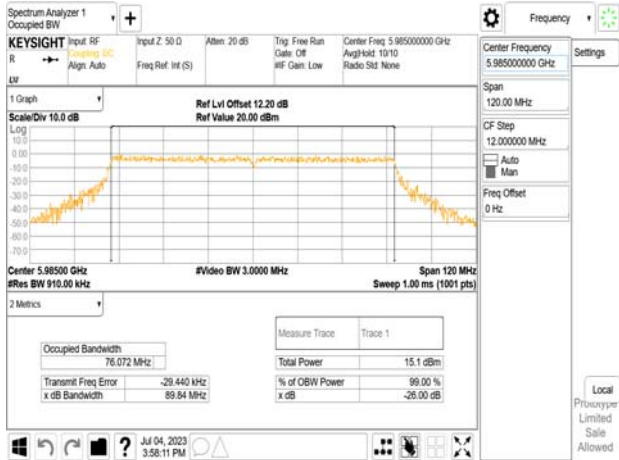 Spectrum Analyzer 1
Occupied BW
Frequency
KEYSIGHT Input: RF Input Z: 50 Ω Atten: 20 dB Trig: Free Run Center Freq: 5.985000000 GHz
R Coupling: DC Gate: Off Avg|Hold: 10/10
Align: Auto Freq Ref: Int (S) #IF Gain: Low Radio Std: None
LXI
Center Frequency
5.985000000 GHz
Settings
Span
120.00 MHz
CF Step
12.000000 MHz
Auto
Man
Freq Offset
0 Hz
1 Graph
Ref Lvl Offset 12.20 dB
Scale/Div 10.0 dB Ref Value 20.00 dBm
Log
10.0
0.00
-10.0
-20.0
-30.0
-40.0
-50.0
-60.0
-70.0
Center 5.98500 GHz #Video BW 3.0000 MHz Span 120 MHz
#Res BW 910.00 kHz Sweep 1.00 ms (1001 pts)
2 Metrics
Measure Trace Trace 1
Occupied Bandwidth
76.072 MHz Total Power 15.1 dBm
Transmit Freq Error -29.440 kHz % of OBW Power 99.00 %
x dB Bandwidth 89.84 MHz x dB -26.00 dB
Local
Prototype
Limited
Sale
Allowed
? Jul 04, 2023
3:58:11 PM